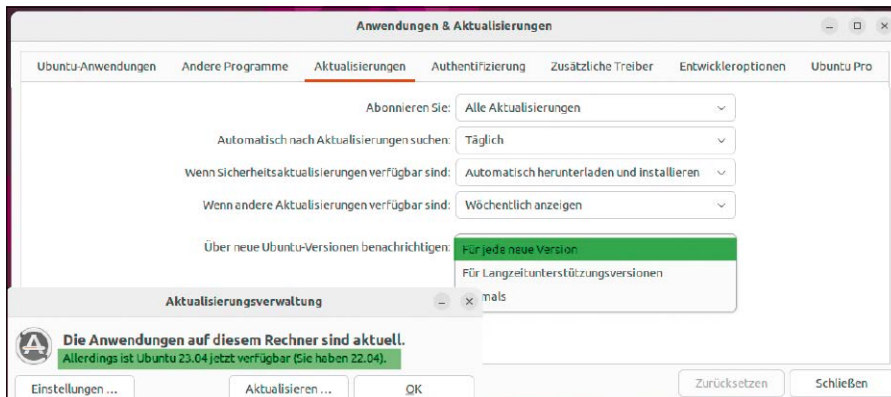 Anwendungen & Aktualisierungen
Ubuntu-Anwendungen Andere Programme Aktualisierungen Authentifizierung Zusätzliche Treiber Entwickleroptionen Ubuntu Pro
Abonnieren Sie: Alle Aktualisierungen
Automatisch nach Aktualisierungen suchen: Täglich
Wenn Sicherheitsaktualisierungen verfügbar sind: Automatisch herunterladen und installieren
Wenn andere Aktualisierungen verfügbar sind: Wöchentlich anzeigen
Über neue Ubuntu-Versionen benachrichtigen: Für jede neue Version
Für Langzeitunterstützungsversionen
mals
Aktualisierungsverwaltung
Die Anwendungen auf diesem Rechner sind aktuell.
Allerdings ist Ubuntu 23.04 jetzt verfügbar (Sie haben 22.04).
Einstellungen ... Aktualisieren ... OK
Zurücksetzen Schließen